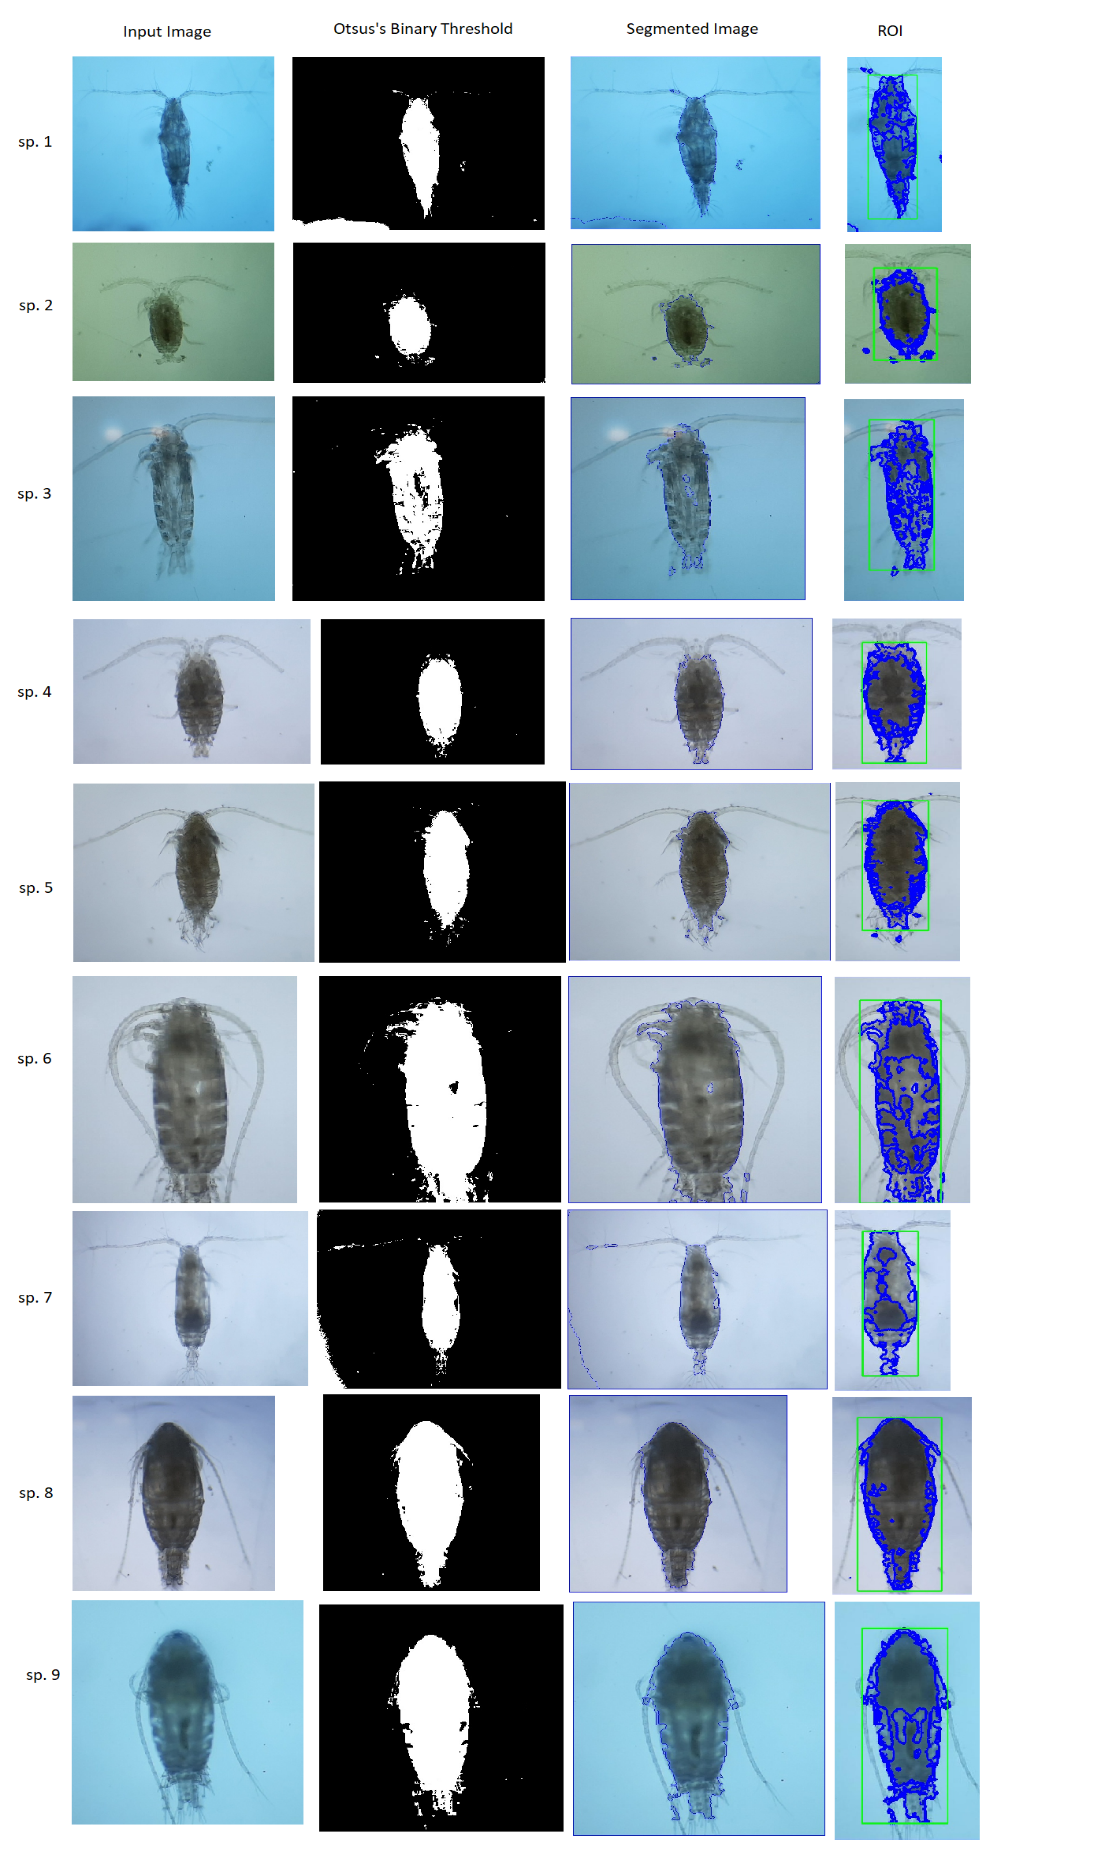 Input Image
Otsus's Binary Threshold
Segmented Image
ROI
sp. 1
sp. 2
sp. 3
sp. 4
sp. 5
sp. 6
sp. 7
sp. 8
sp. 9